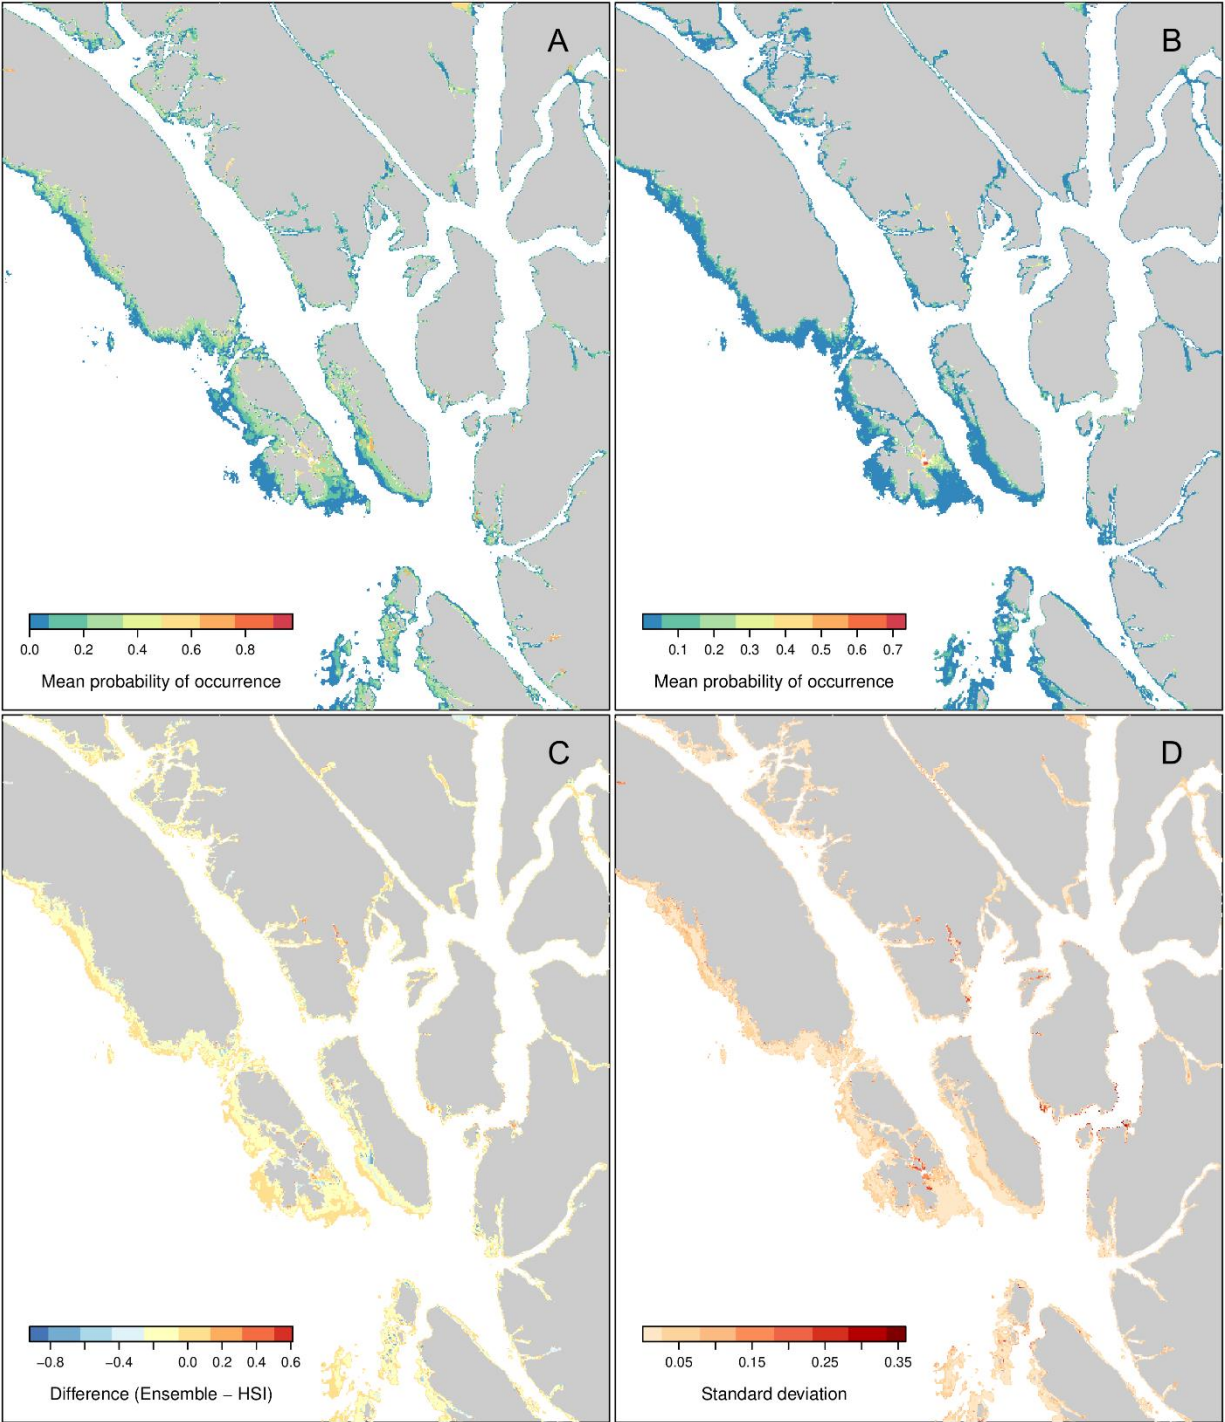 A
B
0.0 0.2 0.4 0.6 0.8
Mean probability of occurrence
0.1 0.2 0.3 0.4 0.5 0.6 0.7
Mean probability of occurrence
C
D
−0.8 −0.4 0.0 0.2 0.4 0.6
Difference (Ensemble − HSI)
0.05 0.15 0.25 0.35
Standard deviation